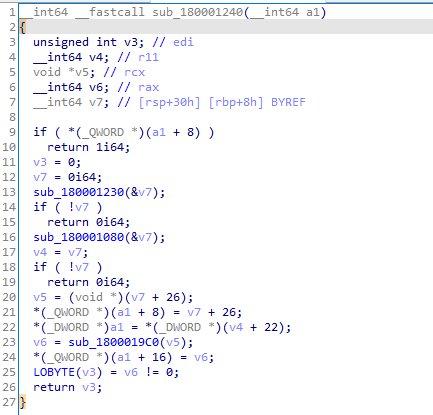 1 __int64 __fastcall sub_180001240(__int64 a1)
2 {
3 unsigned int v3; // edi
4 __int64 v4; // r11
5 void *v5; // rcx
6 __int64 v6; // rax
7 __int64 v7; // [rsp+30h] [rbp+8h] BYREF
8
9 if ( *(_QWORD *)(a1 + 8) )
10 return 1i64;
11 v3 = 0;
12 v7 = 0i64;
13 sub_180001230(&v7);
14 if ( !v7 )
15 return 0i64;
16 sub_180001080(&v7);
17 v4 = v7;
18 if ( !v7 )
19 return 0i64;
20 v5 = (void *)(v7 + 26);
21 *(_QWORD *)(a1 + 8) = v7 + 26;
22 *(_DWORD *)a1 = *(_DWORD *)(v4 + 22);
23 v6 = sub_1800019C0(v5);
24 *(_QWORD *)(a1 + 16) = v6;
25 LOBYTE(v3) = v6 != 0;
26 return v3;
27 }